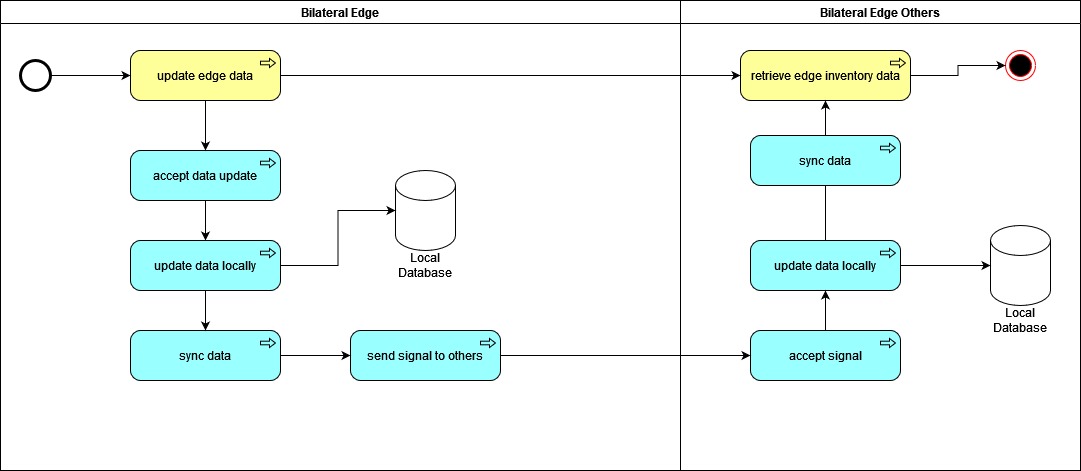 Bilateral Edge
Bilateral Edge Others
update edge data
retrieve edge inventory data
sync data
accept data update
update data locally
Local
Database
update data locally
Local
Database
sync data
send signal to others
accept signal